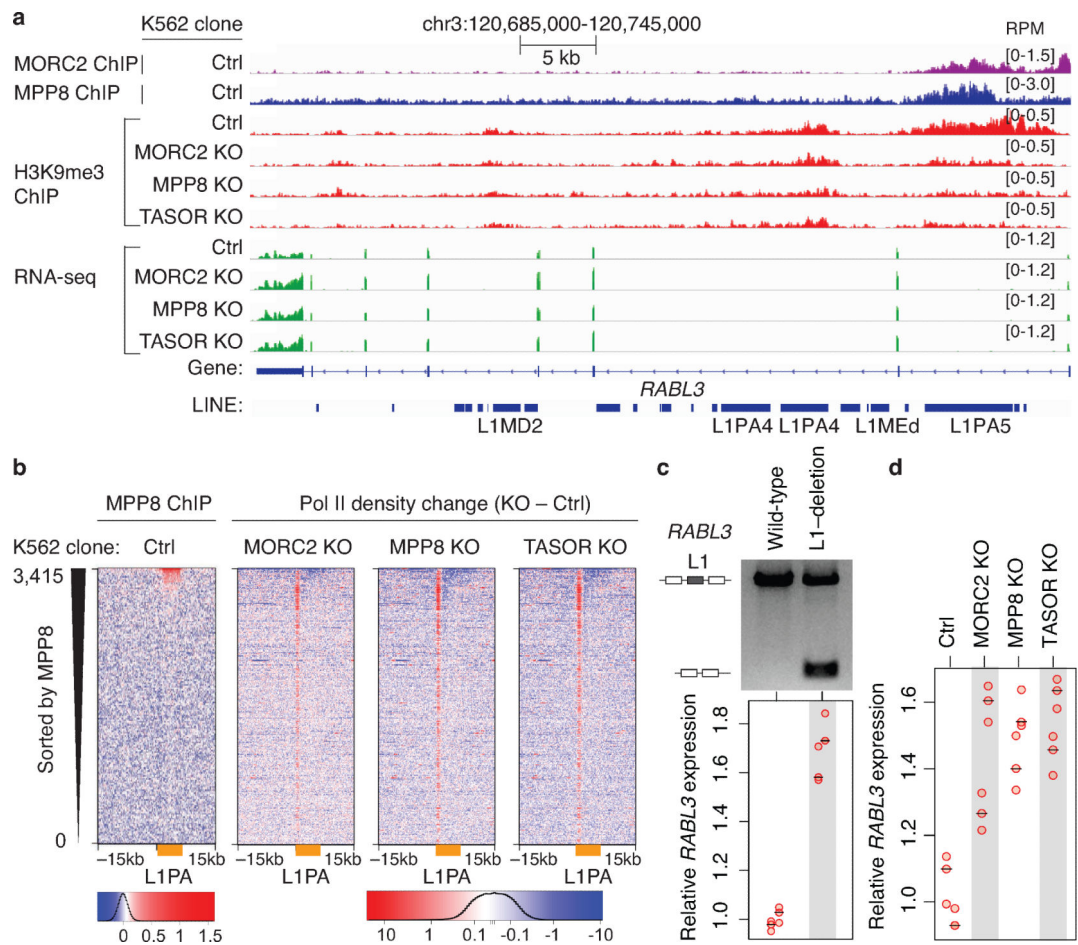 a
K562 clone
chr3:120,685,000-120,745,000
RPM
5 kb
MORC2 ChIP
Ctrl
[0-1.5]
MPP8 ChIP
Ctrl
[0-3.0]
H3K9me3
ChIP
Ctrl
[0-0.5]
MORC2 KO
[0-0.5]
MPP8 KO
[0-0.5]
TASOR KO
[0-0.5]
RNA-seq
Ctrl
[0-1.2]
MORC2 KO
[0-1.2]
MPP8 KO
[0-1.2]
TASOR KO
[0-1.2]
Gene:
RABL3
LINE:
L1MD2 L1PA4 L1PA4 L1MEd L1PA5
b
MPP8 ChIP
Pol II density change (KO – Ctrl)
K562 clone:
Ctrl
MORC2 KO
MPP8 KO
TASOR KO
3,415
Sorted by MPP8
0
–15kb 15kb
–15kb 15kb
–15kb 15kb
–15kb 15kb
L1PA
L1PA
L1PA
L1PA
0 0.5 1 1.5
10 1 0.1 -0.1 -1 -10
c
Wild-type
L1–deletion
RABL3
L1
Relative RABL3 expression
1.8
1.6
1.4
1.2
1.0
d
Ctrl
MORC2 KO
MPP8 KO
TASOR KO
Relative RABL3 expression
1.6
1.4
1.2
1.0